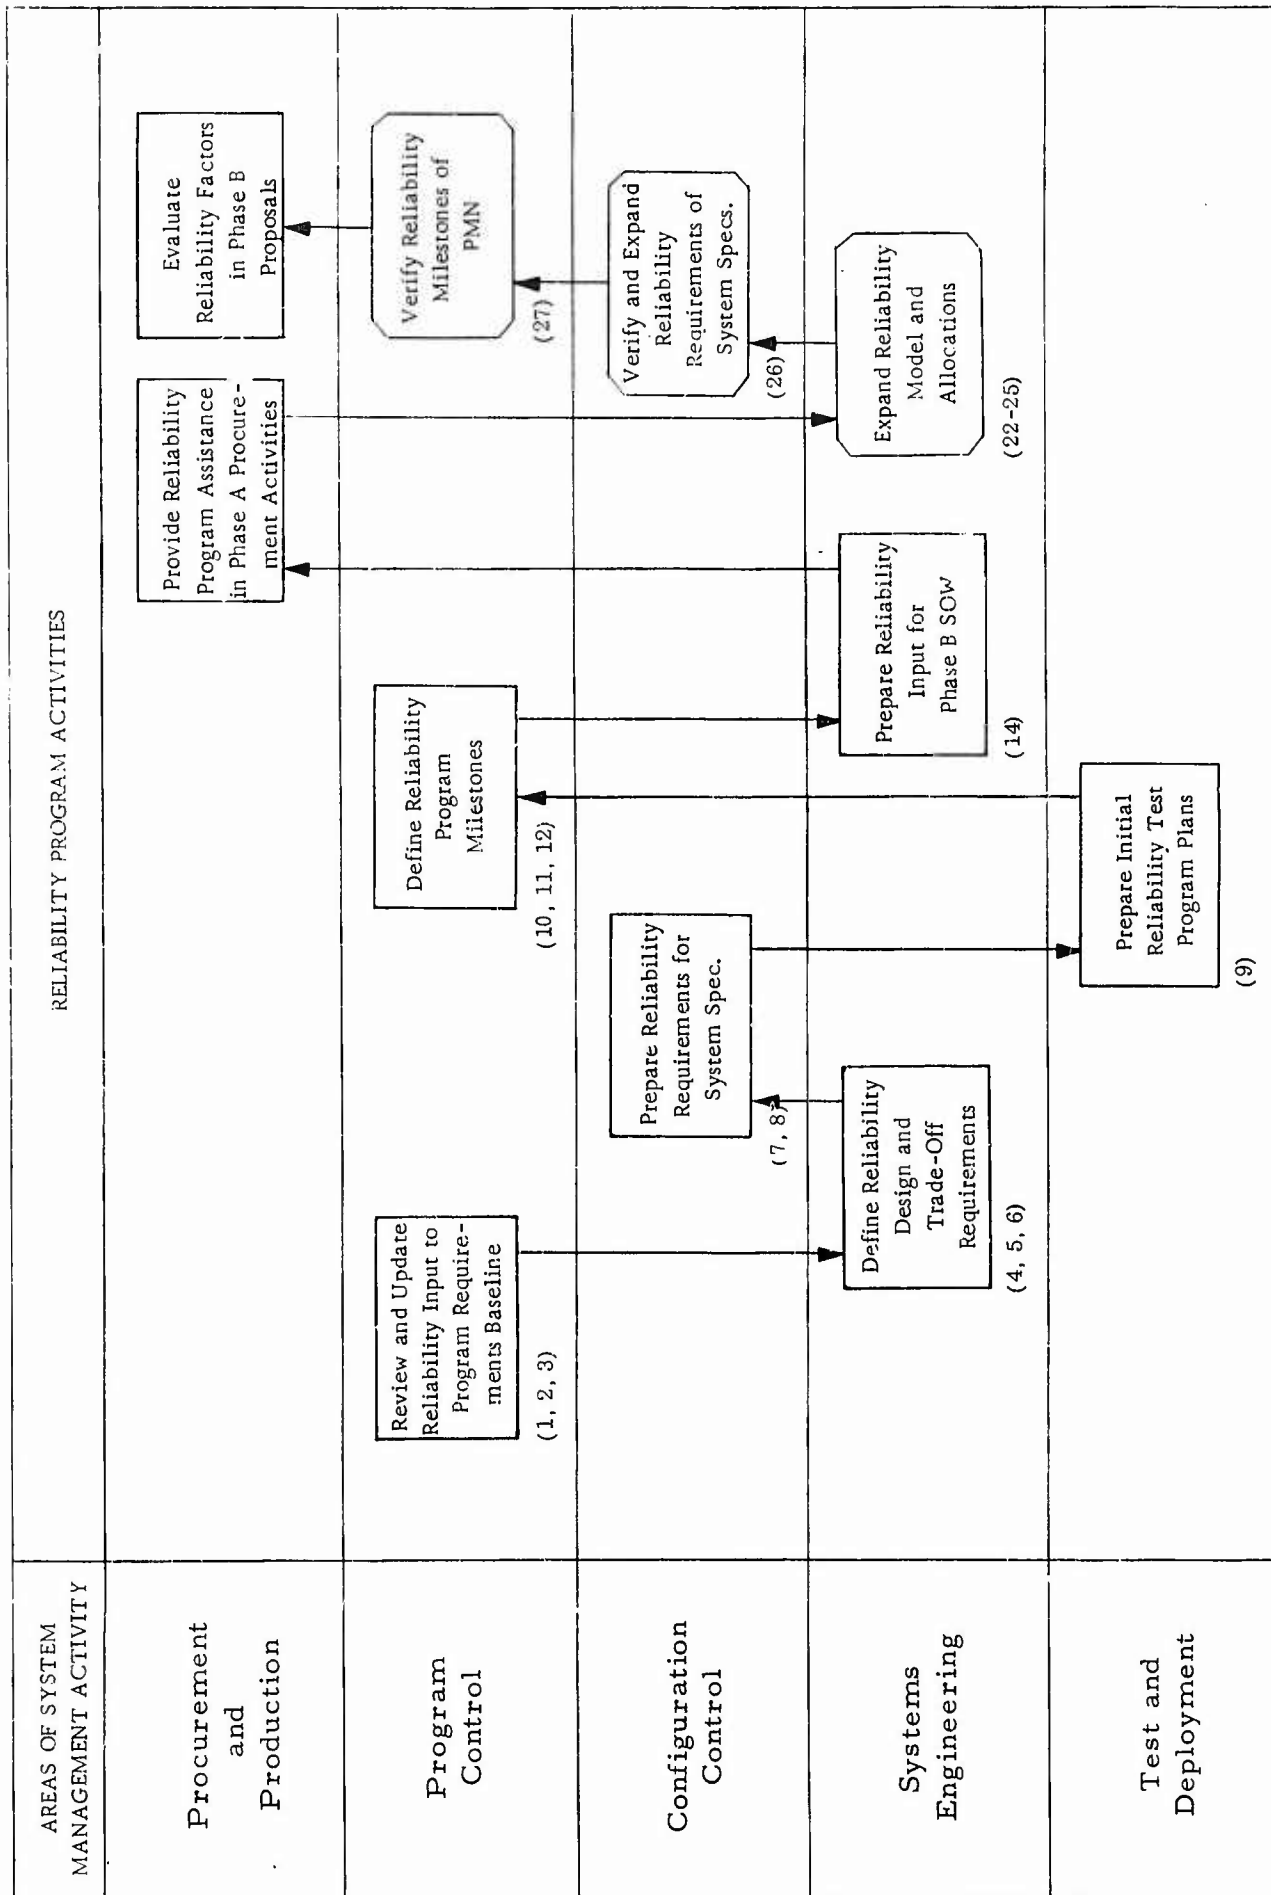 AREAS OF SYSTEM
MANAGEMENT ACTIVITY
RELIABILITY PROGRAM ACTIVITIES
Procurement
and
Production
Provide Reliability
Program Assistance
in Phase A Procure-
ment Activities
Evaluate
Reliability Factors
in Phase B
Proposals
Program
Control
Review and Update
Reliability Input to
Program Require-
ments Baseline
(1, 2, 3)
Define Reliability
Program
Milestones
(10, 11, 12)
Verify Reliability
Milestones of
PMN
(27)
Configuration
Control
Prepare Reliability
Requirements for
System Spec.
(7, 8)
Verify and Expand
Reliability
Requirements of
System Specs.
(26)
Systems
Engineering
Define Reliability
Design and
Trade-Off
Requirements
(4, 5, 6)
Prepare Reliability
Input for
Phase B SOW
(14)
Expand Reliability
Model and
Allocations
(22-25)
Test and
Deployment
Prepare Initial
Reliability Test
Program Plans
(9)